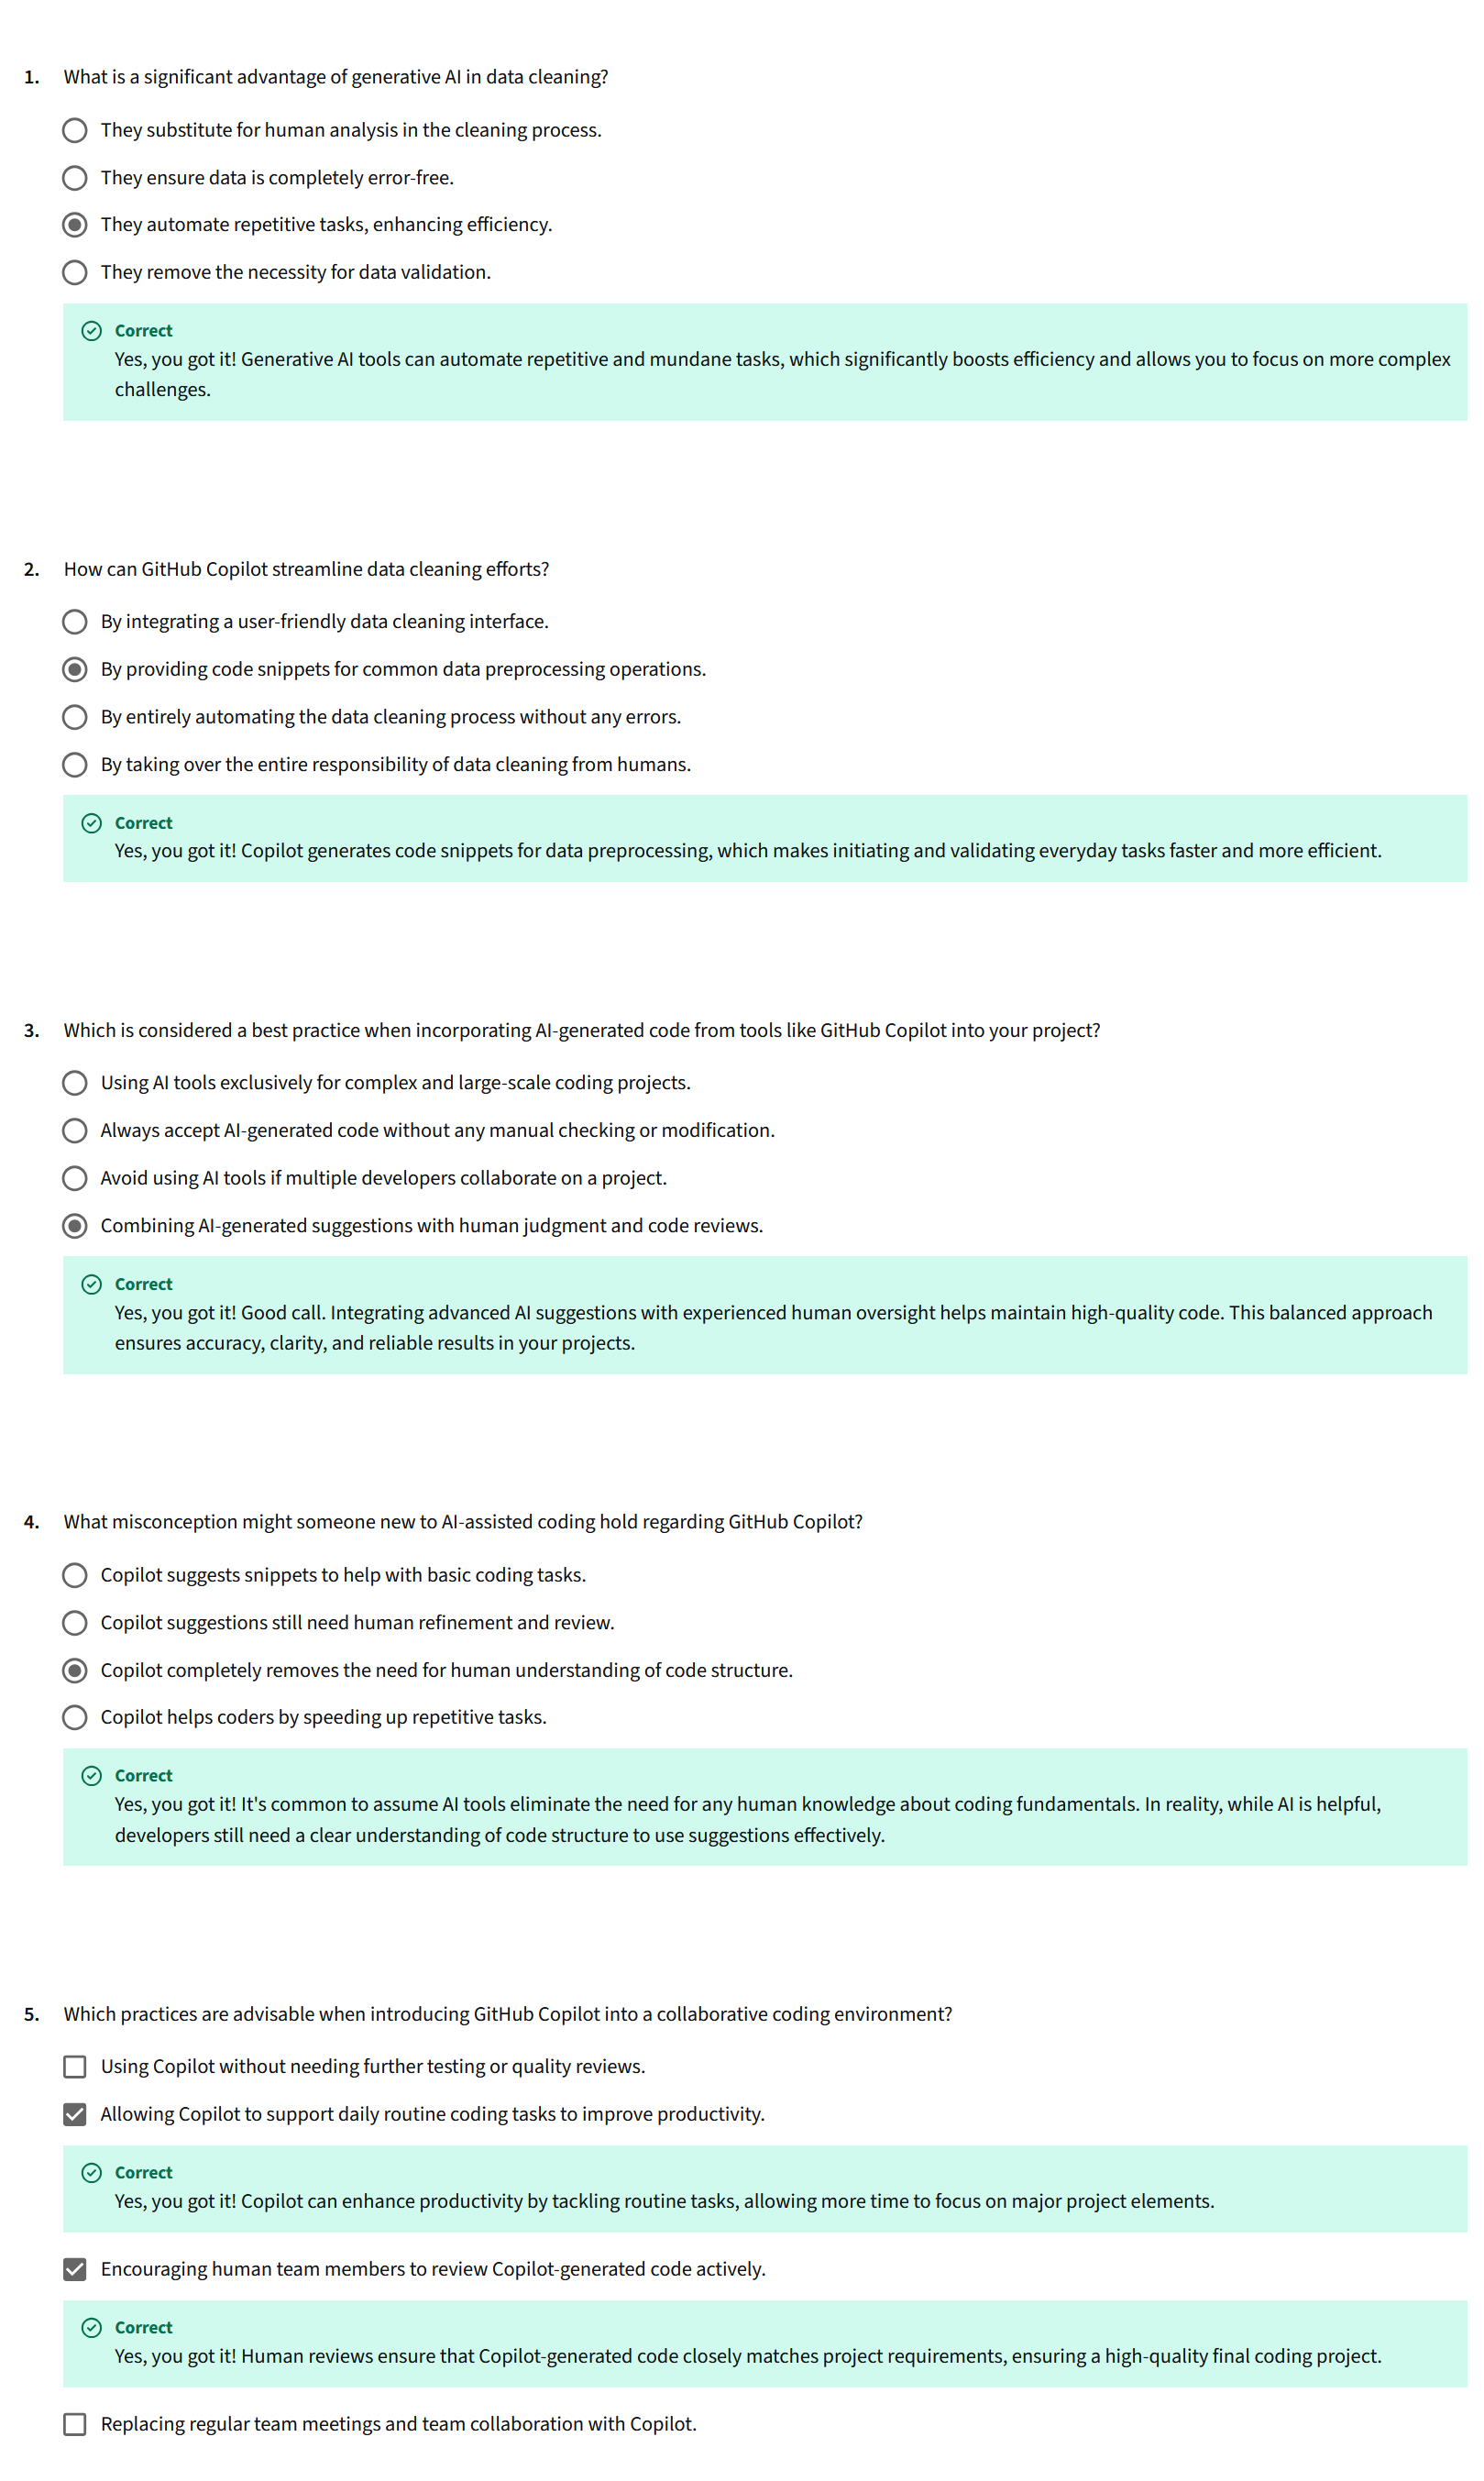 1. What is a significant advantage of generative AI in data cleaning?
They substitute for human analysis in the cleaning process.
They ensure data is completely error-free.
They automate repetitive tasks, enhancing efficiency.
They remove the necessity for data validation.
Correct
Yes, you got it! Generative AI tools can automate repetitive and mundane tasks, which significantly boosts efficiency and allows you to focus on more complex
challenges.
2. How can GitHub Copilot streamline data cleaning efforts?
By integrating a user-friendly data cleaning interface.
By providing code snippets for common data preprocessing operations.
By entirely automating the data cleaning process without any errors.
By taking over the entire responsibility of data cleaning from humans.
Correct
Yes, you got it! Copilot generates code snippets for data preprocessing, which makes initiating and validating everyday tasks faster and more efficient.
3. Which is considered a best practice when incorporating AI-generated code from tools like GitHub Copilot into your project?
Using AI tools exclusively for complex and large-scale coding projects.
Always accept AI-generated code without any manual checking or modification.
Avoid using AI tools if multiple developers collaborate on a project.
Combining AI-generated suggestions with human judgment and code reviews.
Correct
Yes, you got it! Good call. Integrating advanced AI suggestions with experienced human oversight helps maintain high-quality code. This balanced approach
ensures accuracy, clarity, and reliable results in your projects.
4. What misconception might someone new to AI-assisted coding hold regarding GitHub Copilot?
Copilot suggests snippets to help with basic coding tasks.
Copilot suggestions still need human refinement and review.
Copilot completely removes the need for human understanding of code structure.
Copilot helps coders by speeding up repetitive tasks.
Correct
Yes, you got it! It's common to assume AI tools eliminate the need for any human knowledge about coding fundamentals. In reality, while AI is helpful,
developers still need a clear understanding of code structure to use suggestions effectively.
5. Which practices are advisable when introducing GitHub Copilot into a collaborative coding environment?
Using Copilot without needing further testing or quality reviews.
Allowing Copilot to support daily routine coding tasks to improve productivity.
Correct
Yes, you got it! Copilot can enhance productivity by tackling routine tasks, allowing more time to focus on major project elements.
Encouraging human team members to review Copilot-generated code actively.
Correct
Yes, you got it! Human reviews ensure that Copilot-generated code closely matches project requirements, ensuring a high-quality final coding project.
Replacing regular team meetings and team collaboration with Copilot.